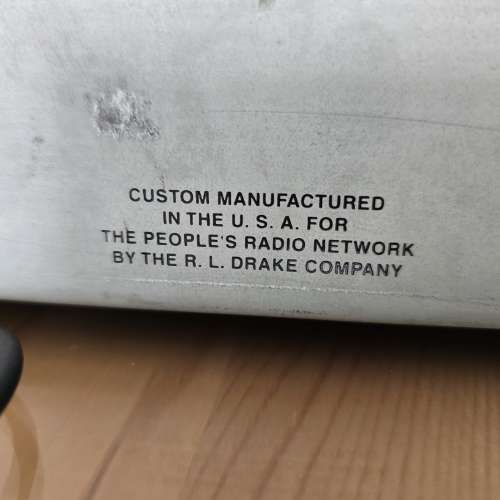 CUSTOM MANUFACTURED
IN THE U. S. A. FOR
THE PEOPLE'S RADIO NETWORK
BY THE R. L. DRAKE COMPANY